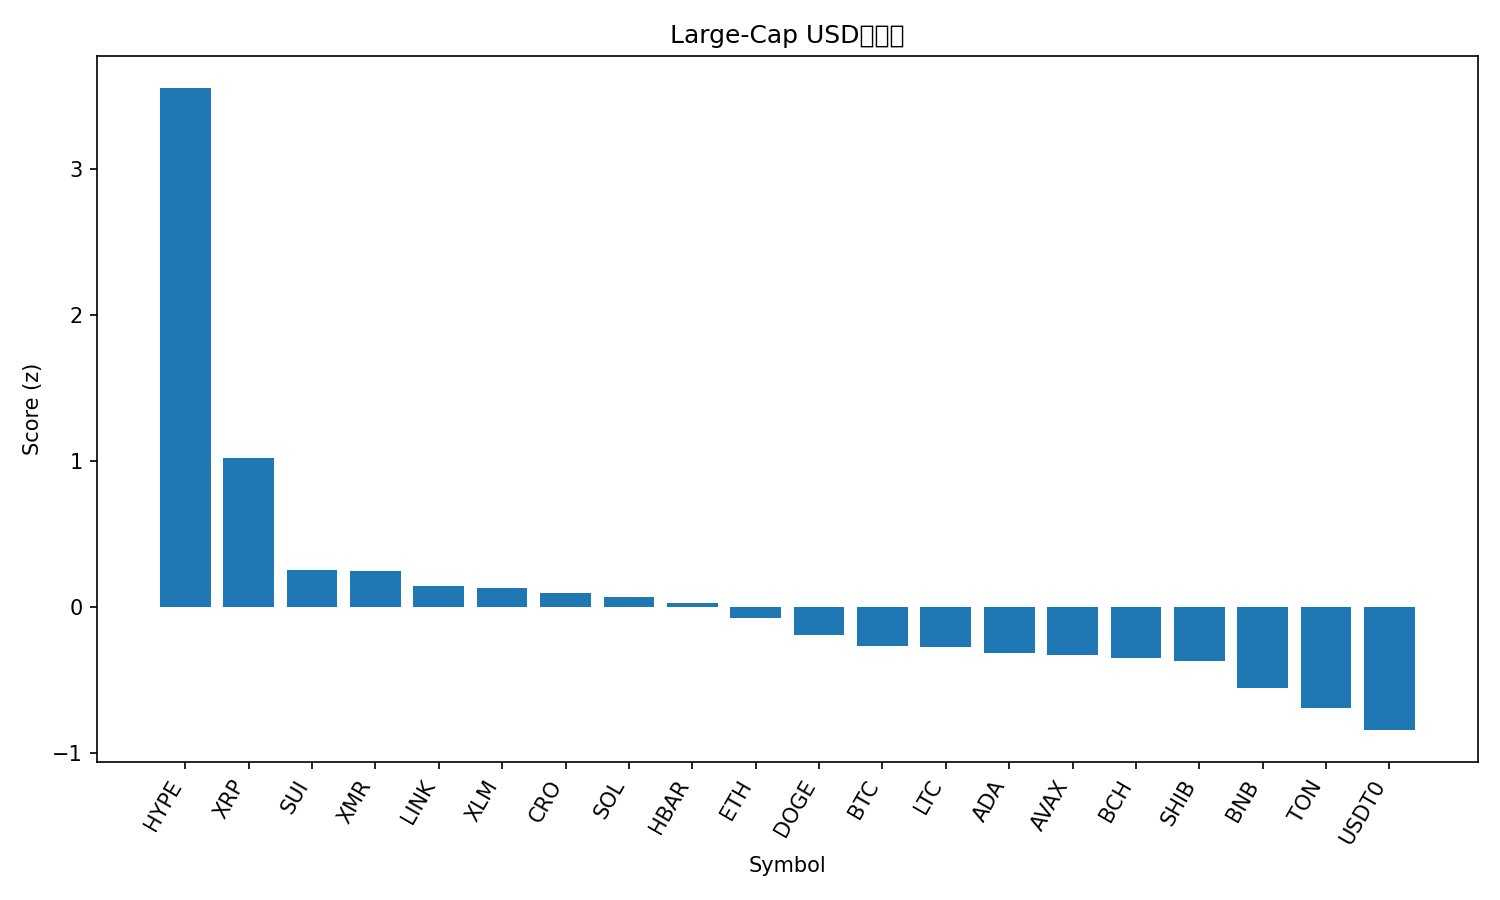 Large-Cap USD
Score (z)
3
2
1
0
−1
HYPE
XRP
SUI
XMR
LINK
XLM
CRO
SOL
HBAR
ETH
DOGE
BTC
LTC
ADA
AVAX
BCH
SHIB
BNB
TON
USDT0
Symbol